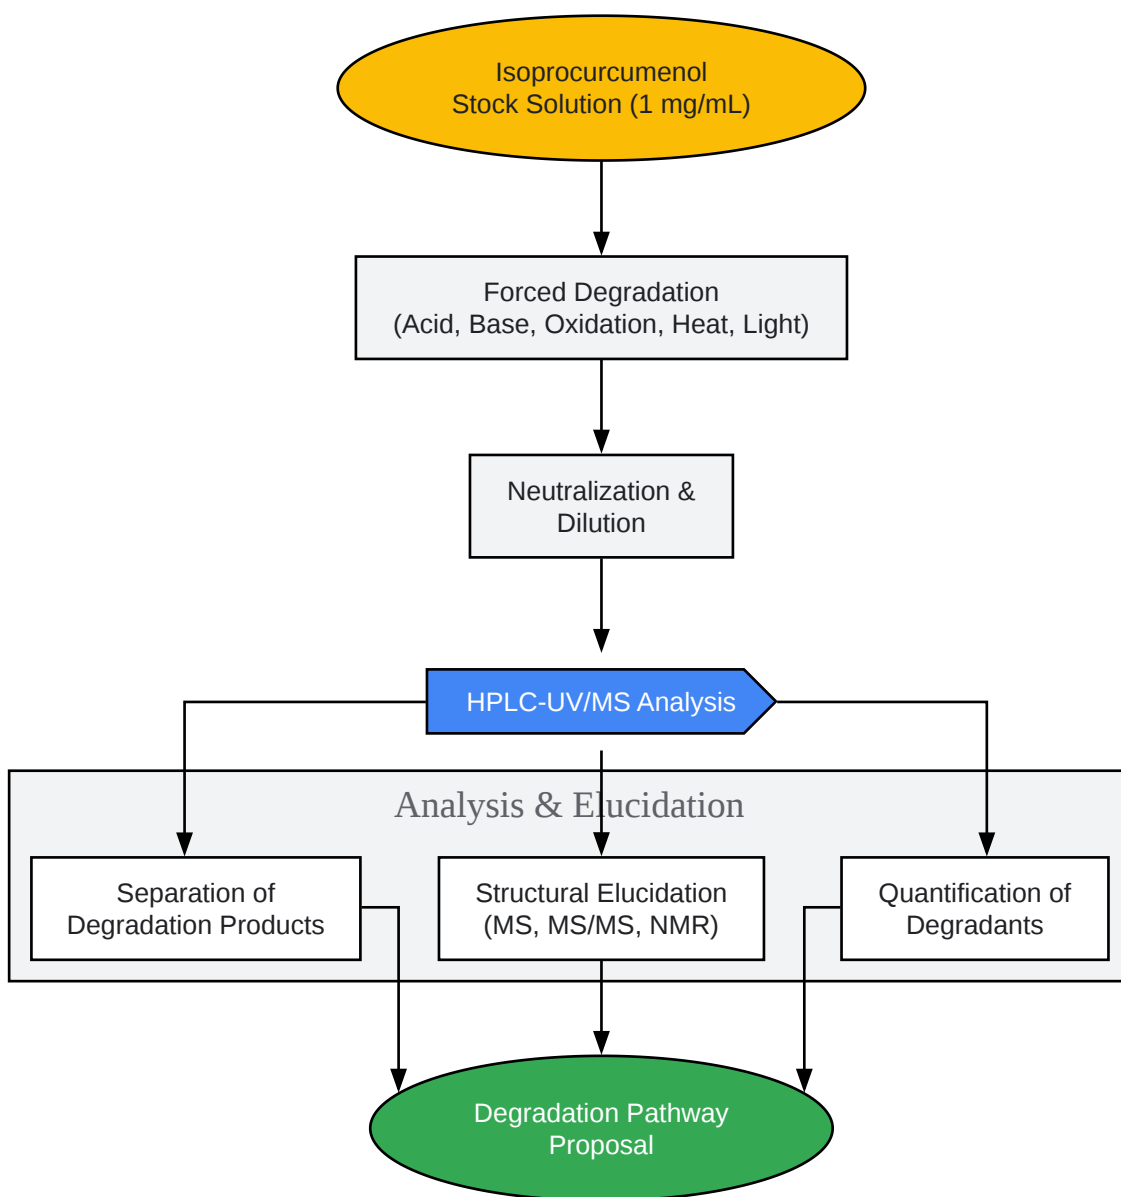 Isoprocurcumenol
Stock Solution (1 mg/mL)
Forced Degradation
(Acid, Base, Oxidation, Heat, Light)
Neutralization &
Dilution
HPLC-UV/MS Analysis
Analysis & Elucidation
Separation of
Degradation Products
Structural Elucidation
(MS, MS/MS, NMR)
Quantification of
Degradants
Degradation Pathway
Proposal